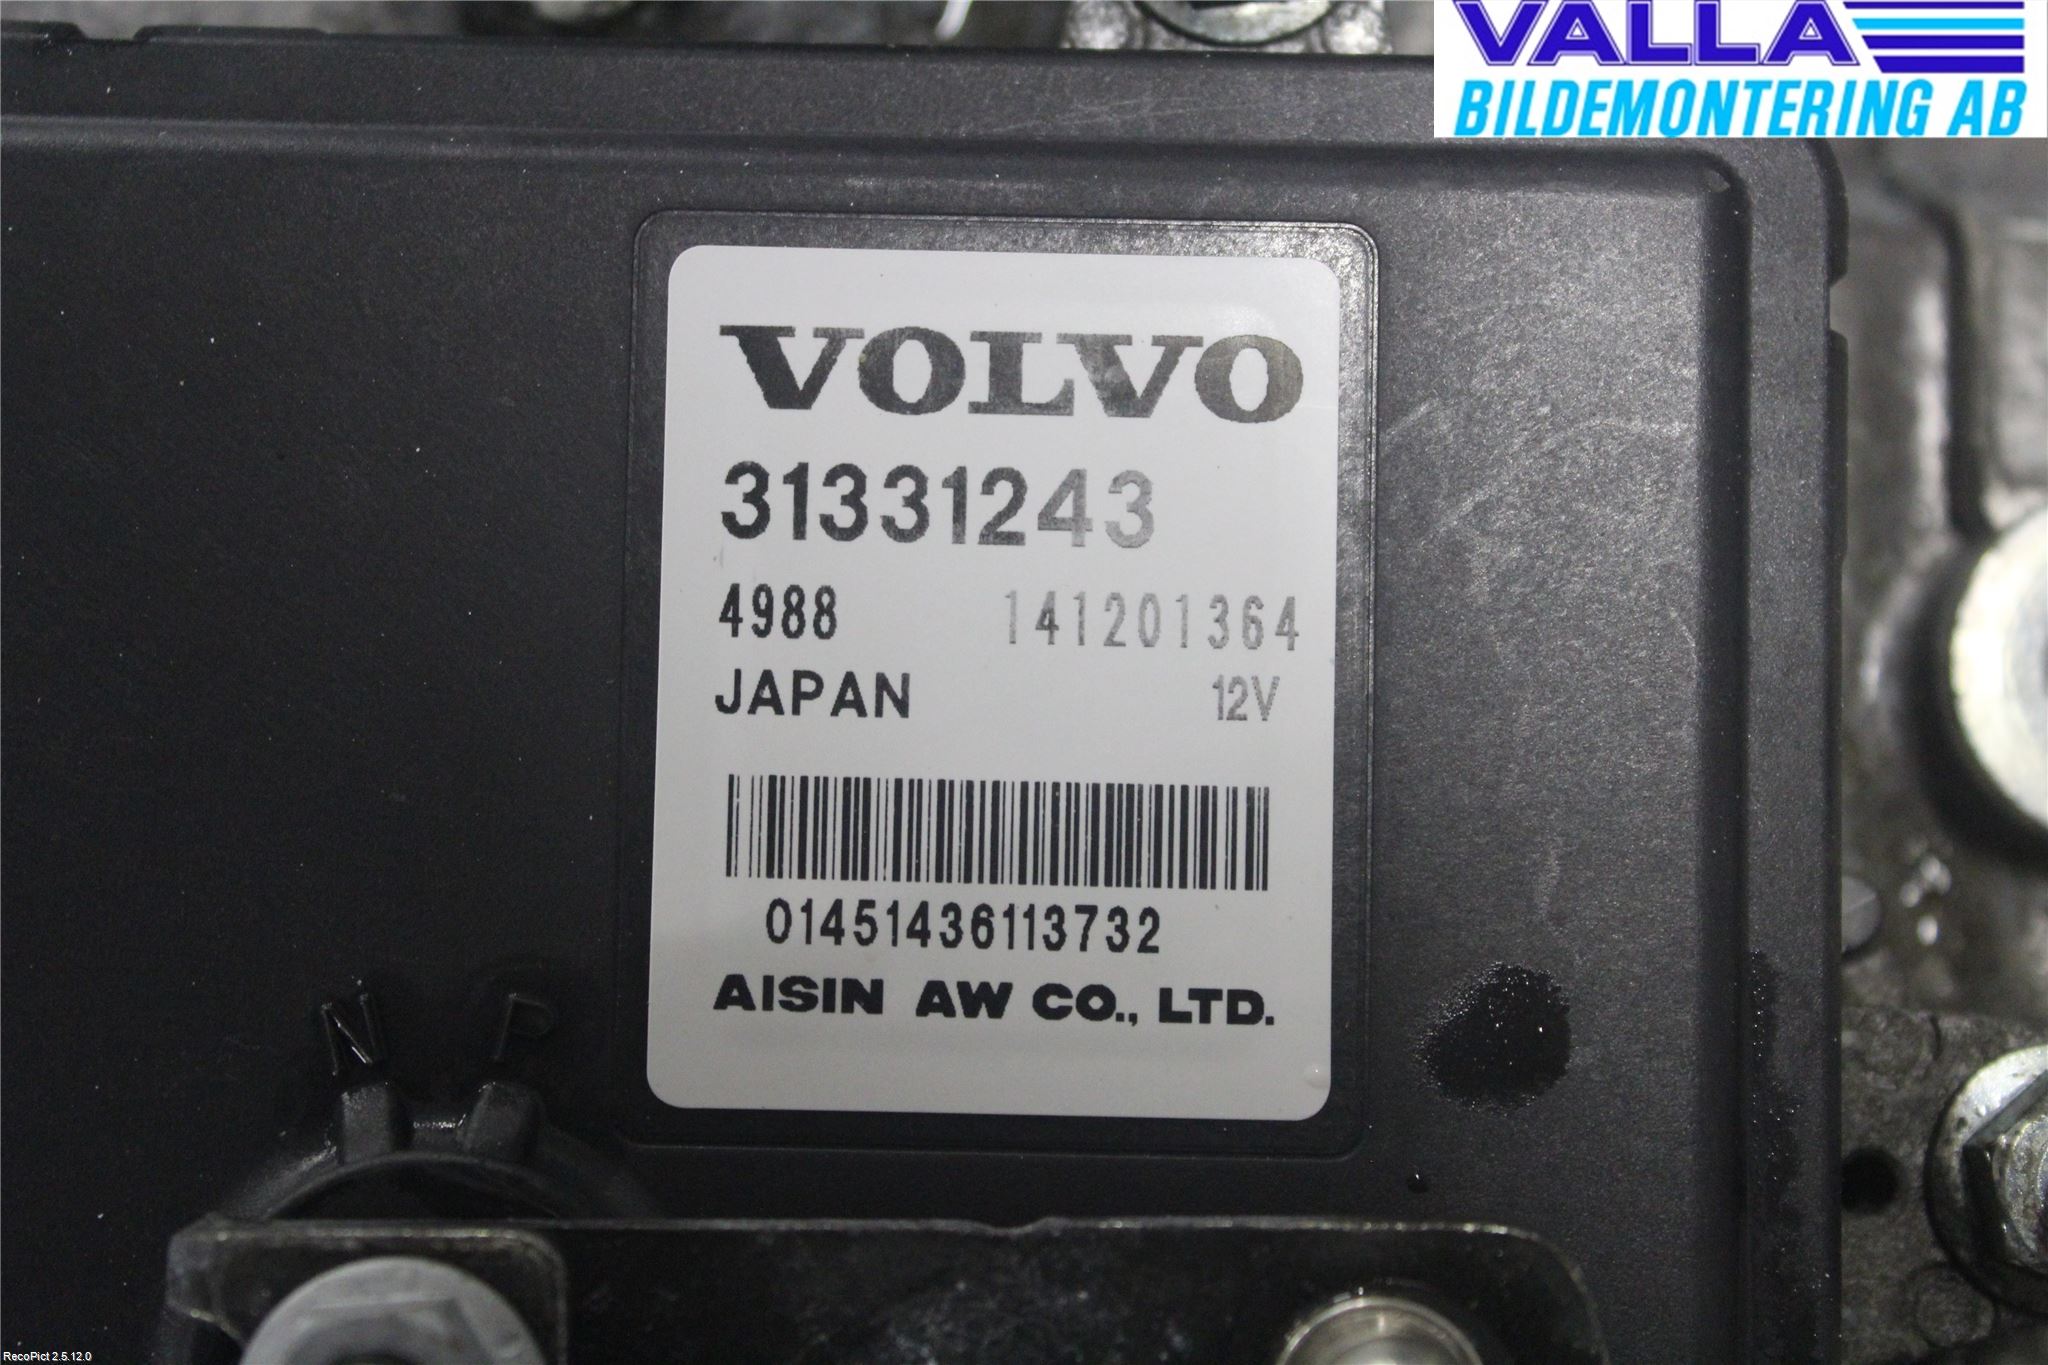 VALLA
BILDEMONTERING AB
VOLVO
31331243
4988 141201364
JAPAN 12V
01451436113732
AISIN AW CO., LTD.
N P
RecoPict 2.5.12.0